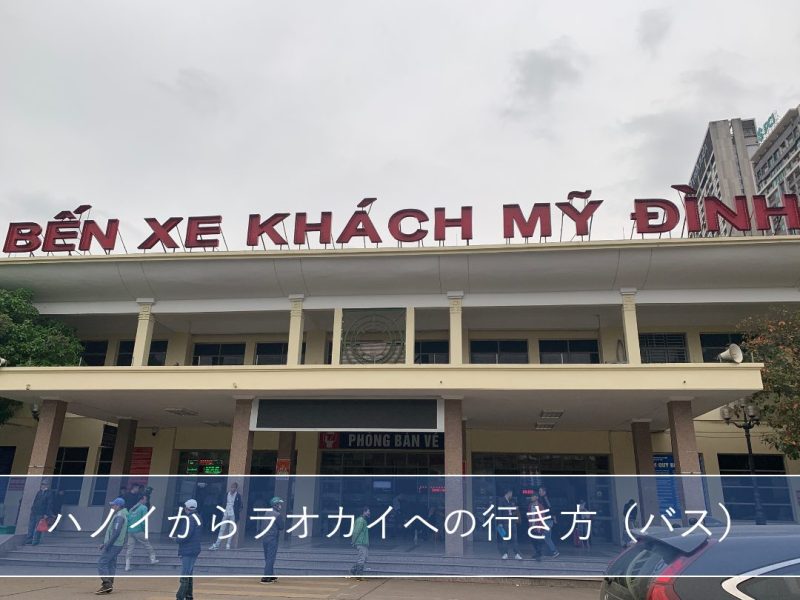 BẾN XE KHÁCH MỸ ĐÌNH
PHÒNG BÁN VÉ
ハノイからラオカイへの行き方（バス）